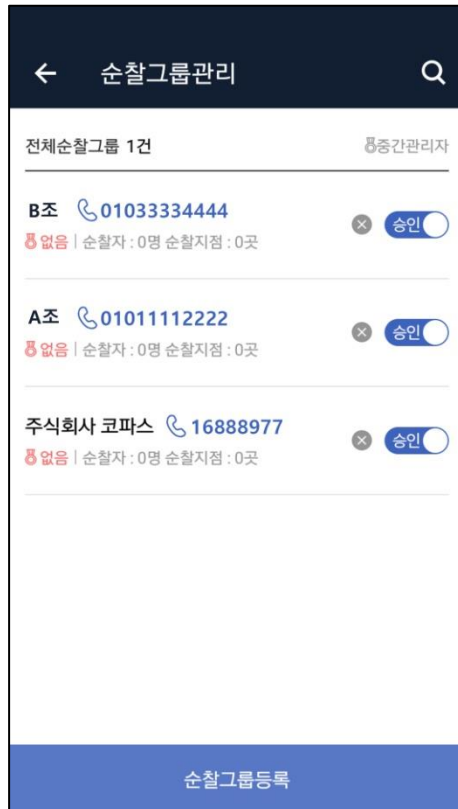 순찰그룹관리
전체순찰그룹 1건 중간관리자
B조 01033334444
없음 | 순찰자 : 0명 순찰지점 : 0곳
승인
A조 01011112222
없음 | 순찰자 : 0명 순찰지점 : 0곳
승인
주식회사 코파스 16888977
없음 | 순찰자 : 0명 순찰지점 : 0곳
승인
순찰그룹등록